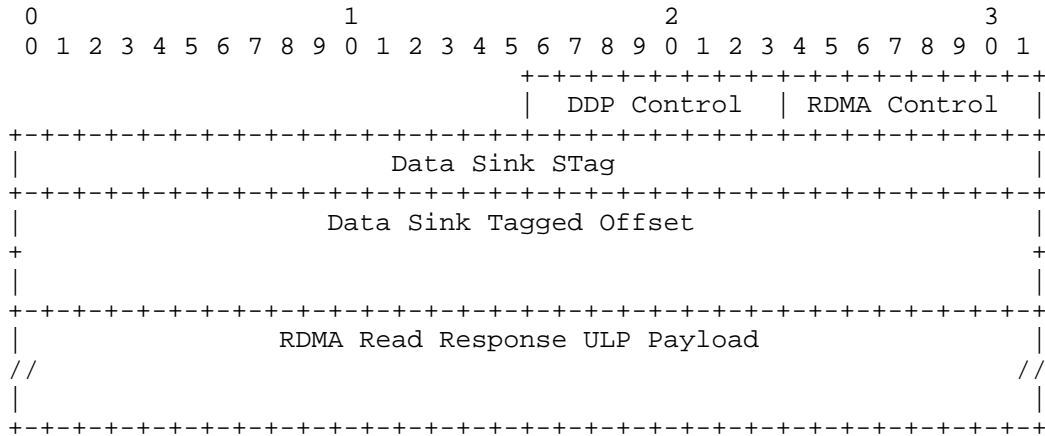 0                   1                   2                   3
 0 1 2 3 4 5 6 7 8 9 0 1 2 3 4 5 6 7 8 9 0 1 2 3 4 5 6 7 8 9 0 1
                                +-+-+-+-+-+-+-+-+-+-+-+-+-+-+-+-+
                                |  DDP Control  | RDMA Control  |
+-+-+-+-+-+-+-+-+-+-+-+-+-+-+-+-+-+-+-+-+-+-+-+-+-+-+-+-+-+-+-+-+
|                       Data Sink STag                          |
+-+-+-+-+-+-+-+-+-+-+-+-+-+-+-+-+-+-+-+-+-+-+-+-+-+-+-+-+-+-+-+-+
|                   Data Sink Tagged Offset                     |
+                                                               +
|                                                               |
+-+-+-+-+-+-+-+-+-+-+-+-+-+-+-+-+-+-+-+-+-+-+-+-+-+-+-+-+-+-+-+-+
|                RDMA Read Response ULP Payload                 |
//                                                             //
|                                                               |
+-+-+-+-+-+-+-+-+-+-+-+-+-+-+-+-+-+-+-+-+-+-+-+-+-+-+-+-+-+-+-+-+